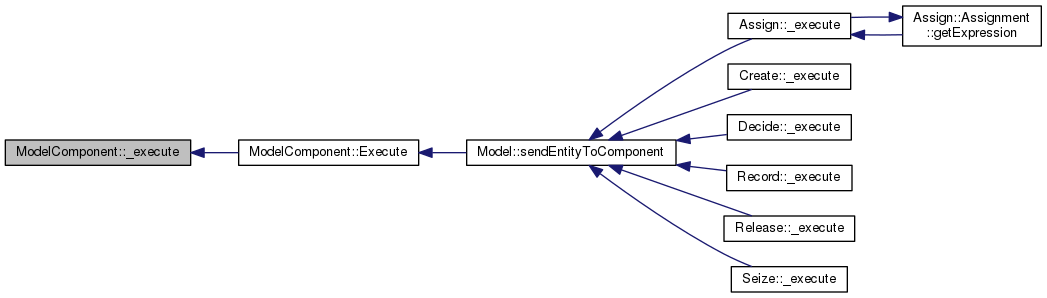 ModelComponent::_execute
ModelComponent::Execute
Model::sendEntityToComponent
Assign::_execute
Assign::Assignment
::getExpression
Create::_execute
Decide::_execute
Record::_execute
Release::_execute
Seize::_execute